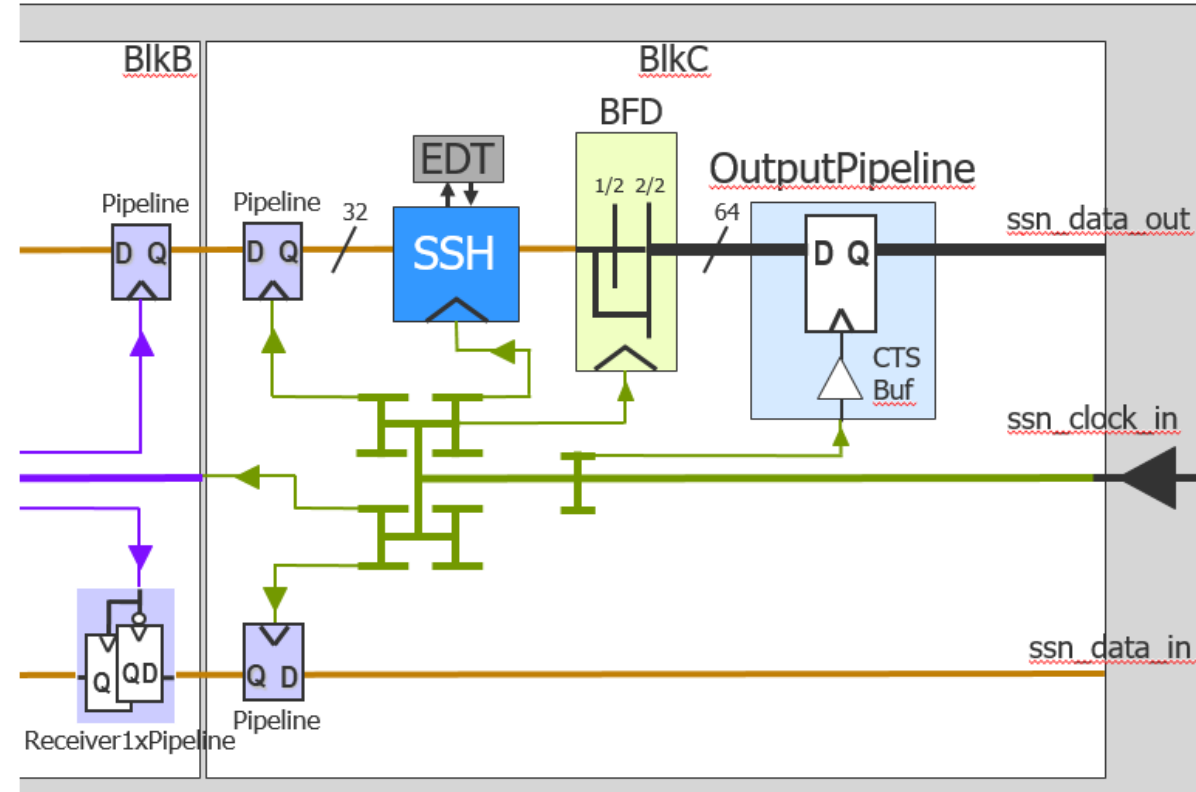 BlkB
BlkC
BFD
EDT
OutputPipeline
Pipeline
Pipeline
32
1/2 2/2
64
ssn_data_out
D Q
D Q
SSH
D Q
CTS
Buf
ssn_clock_in
ssn_data_in
Q
QD
Q D
Pipeline
Receiver1xPipeline